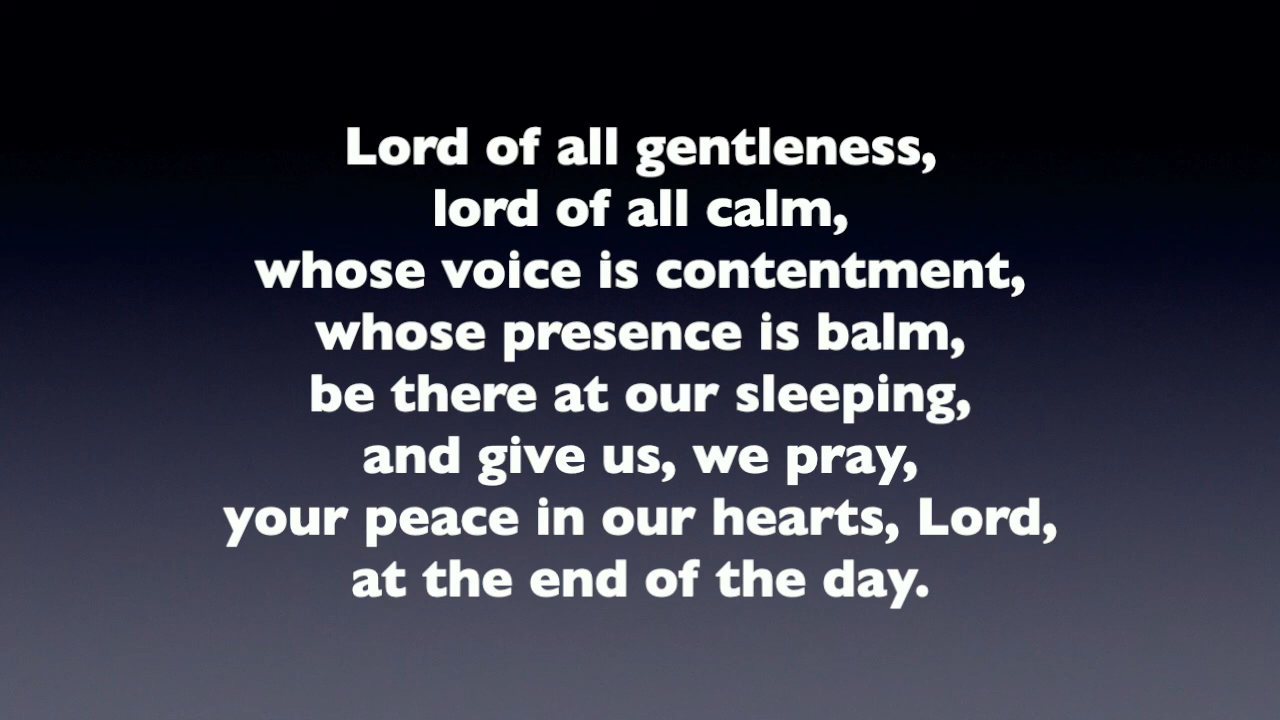 Lord of all gentleness,
lord of all calm,
whose voice is contentment,
whose presence is balm,
be there at our sleeping,
and give us, we pray,
your peace in our hearts, Lord,
at the end of the day.